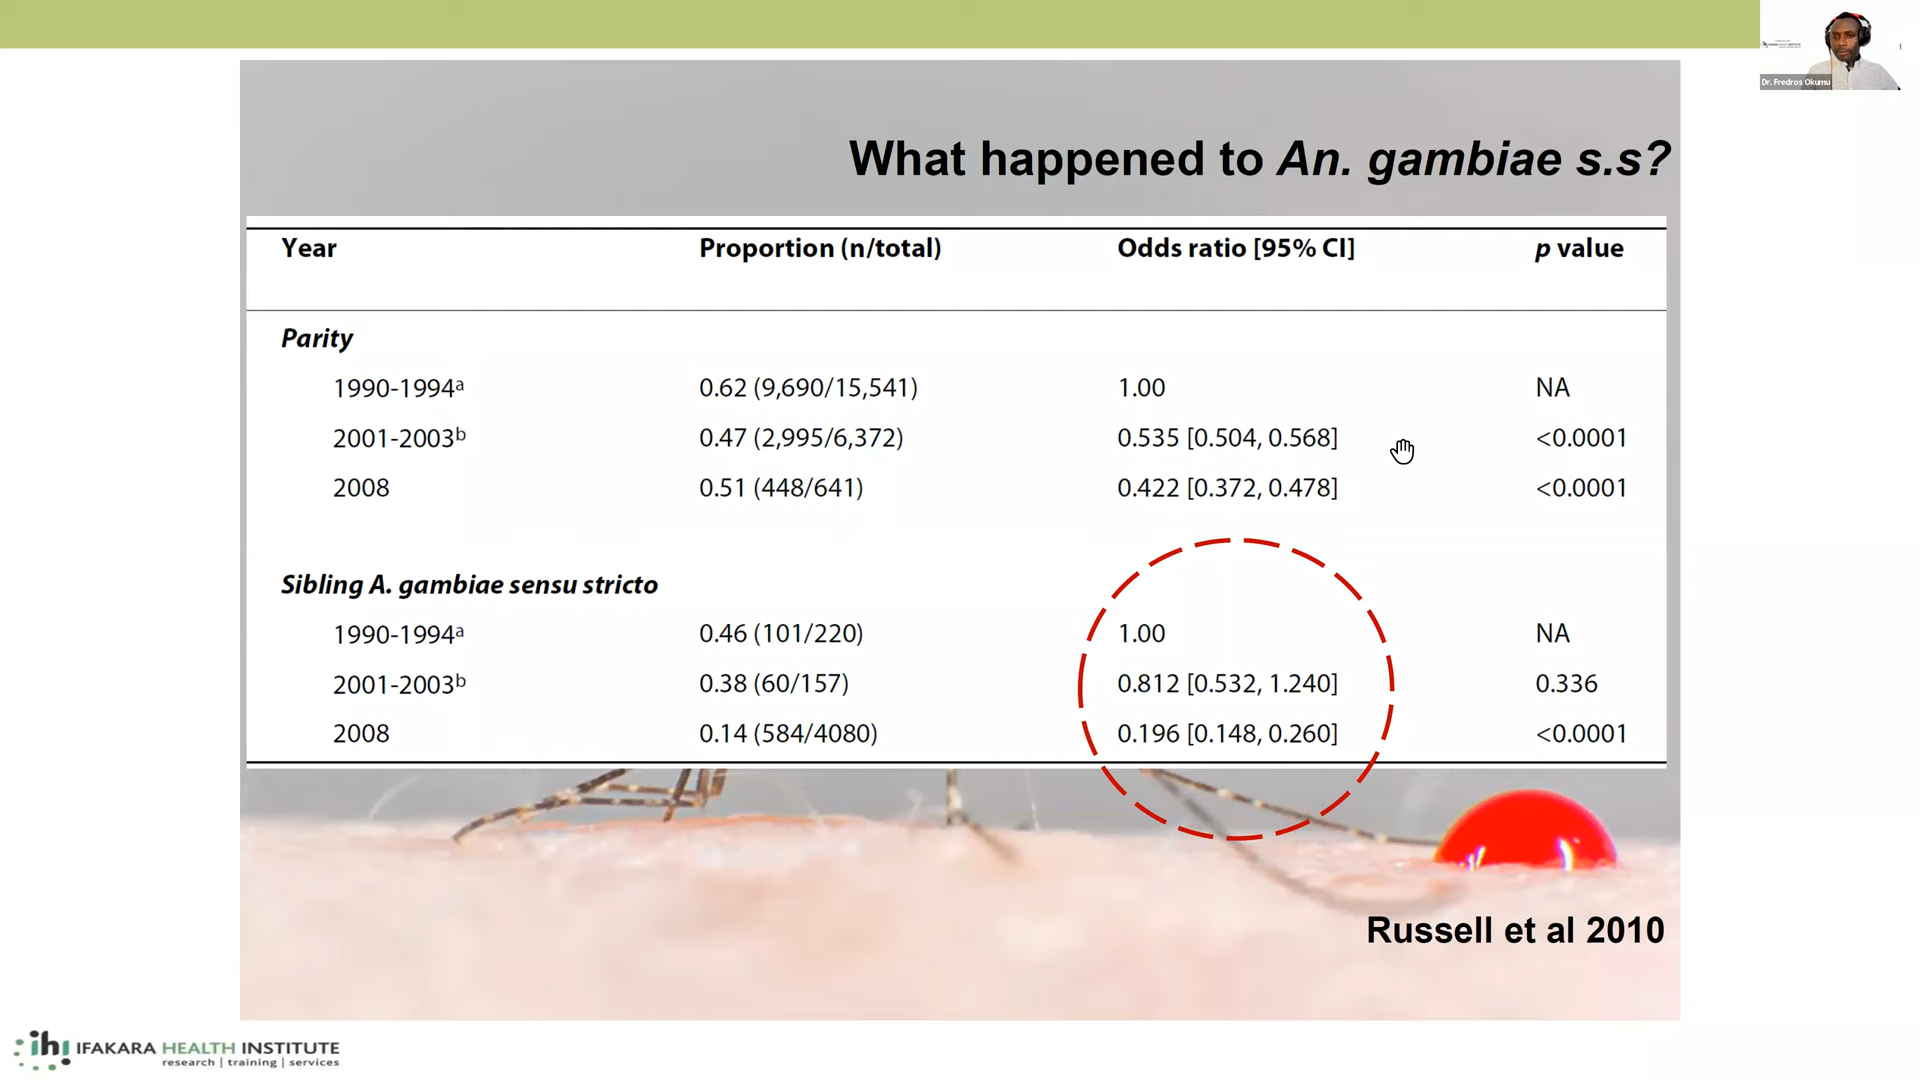 Dr. Fredros Okumu
What happened to An. gambiae s.s?
Year Proportion (n/total) Odds ratio [95% CI] p value
Parity
1990-1994ᵃ 0.62 (9,690/15,541) 1.00 NA
2001-2003ᵇ 0.47 (2,995/6,372) 0.535 [0.504, 0.568] <0.0001
2008 0.51 (448/641) 0.422 [0.372, 0.478] <0.0001
Sibling A. gambiae sensu stricto
1990-1994ᵃ 0.46 (101/220) 1.00 NA
2001-2003ᵇ 0.38 (60/157) 0.812 [0.532, 1.240] 0.336
2008 0.14 (584/4080) 0.196 [0.148, 0.260] <0.0001
Russell et al 2010
ihi IFAKARA HEALTH INSTITUTE
research | training | services